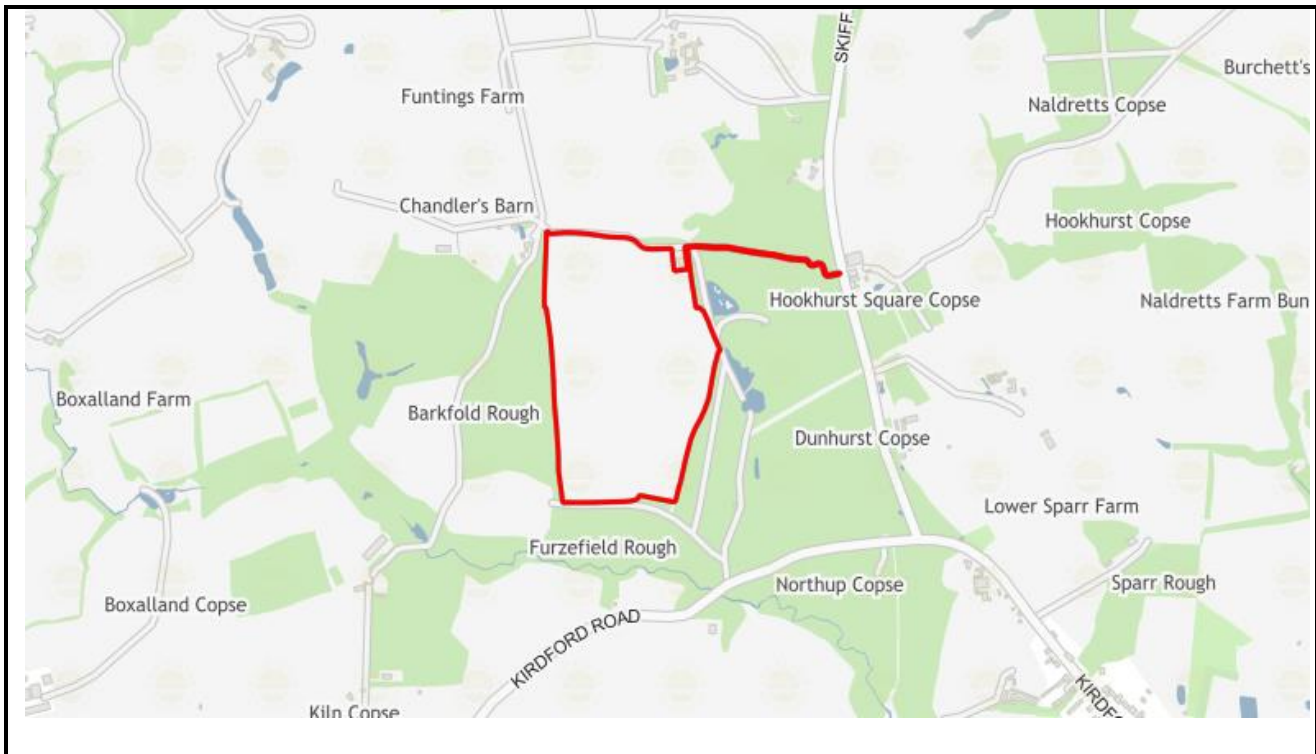 SKIFF
Burchett's
Funtings Farm
Naldretts Copse
Chandler's Barn
Hookhurst Copse
Hookhurst Square Copse
Naldretts Farm Bun
Boxalland Farm
Barkfold Rough
Dunhurst Copse
Lower Sparr Farm
Furzefield Rough
Northup Copse
Sparr Rough
Boxalland Copse
KIRDFORD ROAD
Kiln Copse
KIRDFO